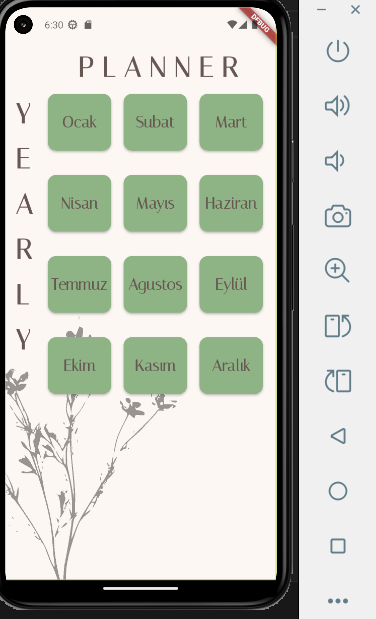 6:30
DEBUG
PLANNER
YEARLY
Ocak Subat Mart
Nisan Mayıs Haziran
Temmuz Agustos Eylül
Ekim Kasım Aralık